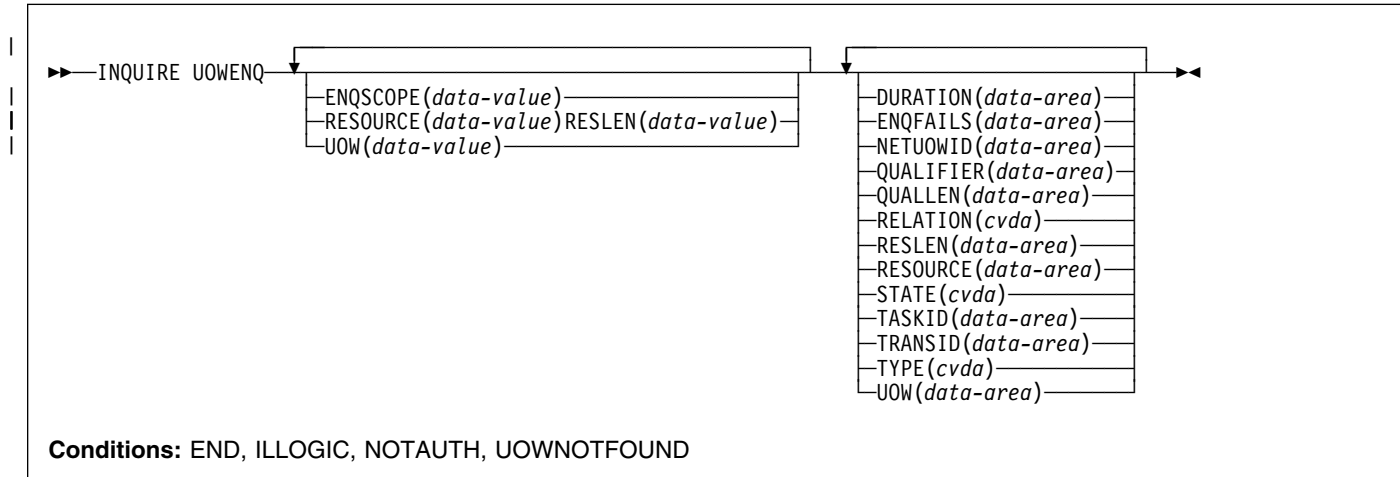 INQUIRE UOWENQ
ENQSCOPE(data-value)
RESOURCE(data-value)RESLEN(data-value)
UOW(data-value)
DURATION(data-area)
ENQFAILS(data-area)
NETUOWID(data-area)
QUALIFIER(data-area)
QUALLEN(data-area)
RELATION(cvda)
RESLEN(data-area)
RESOURCE(data-area)
STATE(cvda)
TASKID(data-area)
TRANSID(data-area)
TYPE(cvda)
UOW(data-area)
Conditions: END, ILLOGIC, NOTAUTH, UOWNOTFOUND